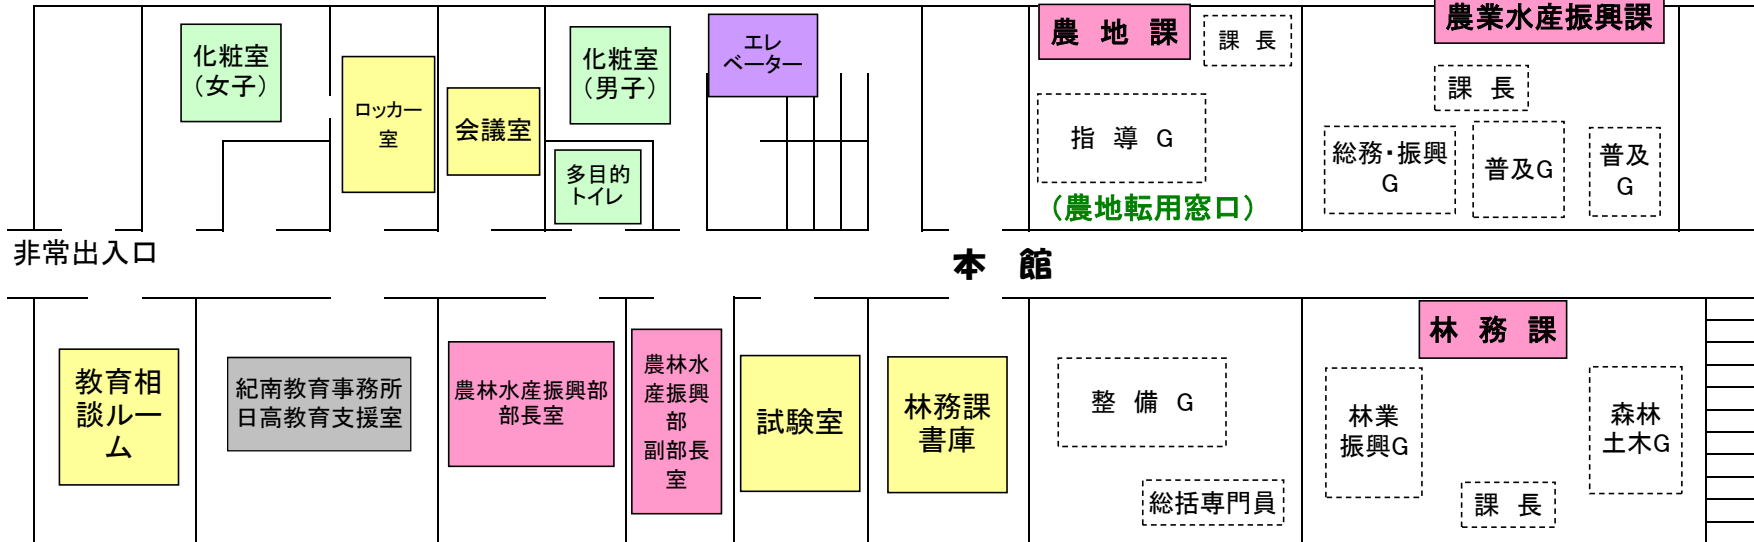 農業水産振興課
農 地 課
課 長
化粧室
(女子)
ロッカー
室
会議室
化粧室
(男子)
エレ
ベーター
多目的
トイレ
指 導 G
(農地転用窓口)
課 長
総務・振興
G
普及G
普及
G
非常出入口
本 館
教育相
談ルー
ム
紀南教育事務所
日高教育支援室
農林水産振興部
部長室
農林水
産振興
部
副部長
室
試験室
林務課
書庫
整 備 G
総括専門員
林 務 課
林業
振興G
課 長
森林
土木G